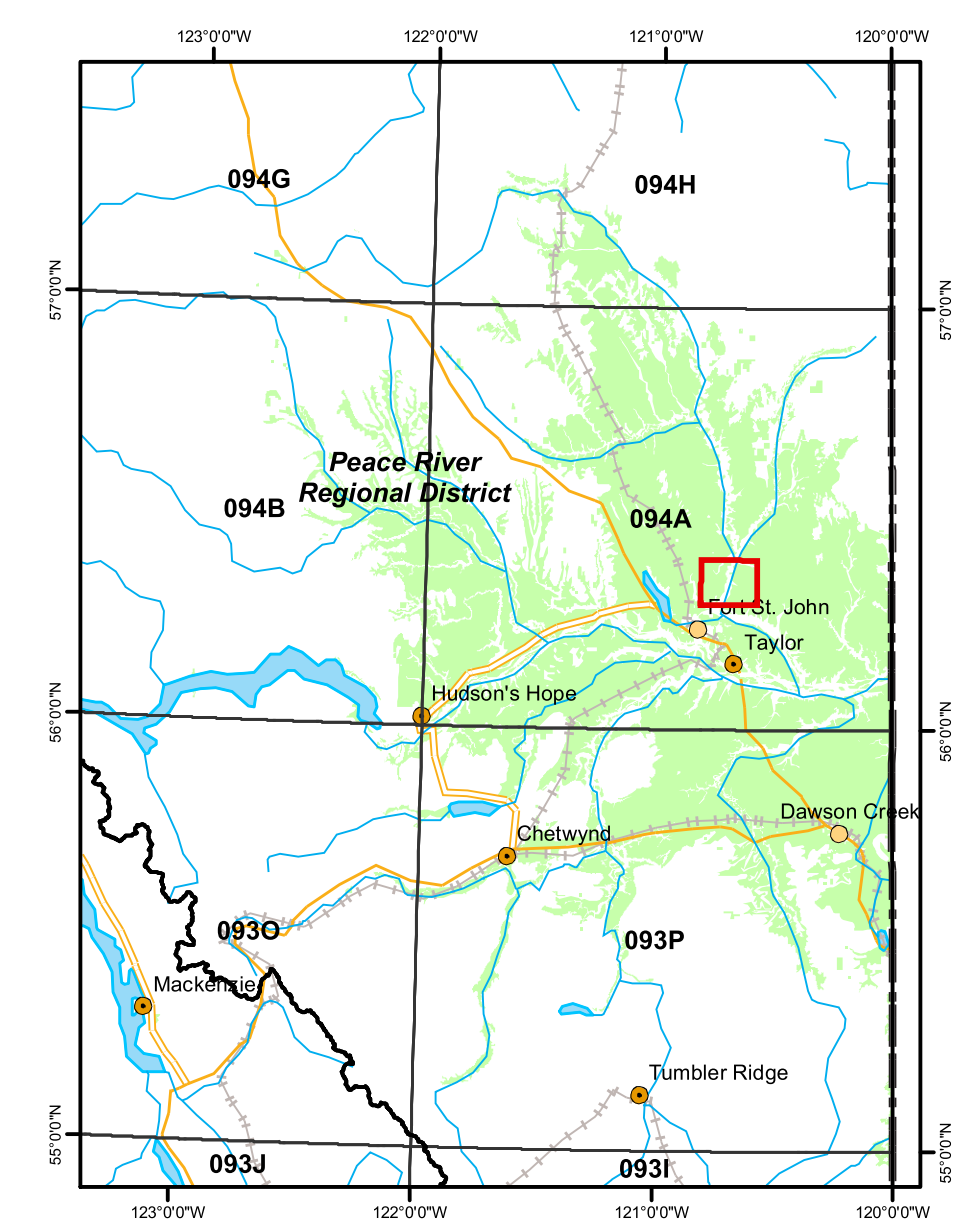 123°0'0"W
122°0'0"W
121°0'0"W
120°0'0"W
094G
094H
57°0'0"N
57°0'0"N
Peace River
Regional District
094B
094A
Fort St. John
Taylor
Hudson's Hope
56°0'0"N
56°0'0"N
Dawson Creek
Chetwynd
093O
093P
Mackenzie
Tumbler Ridge
55°0'0"N
55°0'0"N
093J
093I
123°0'0"W
122°0'0"W
121°0'0"W
120°0'0"W